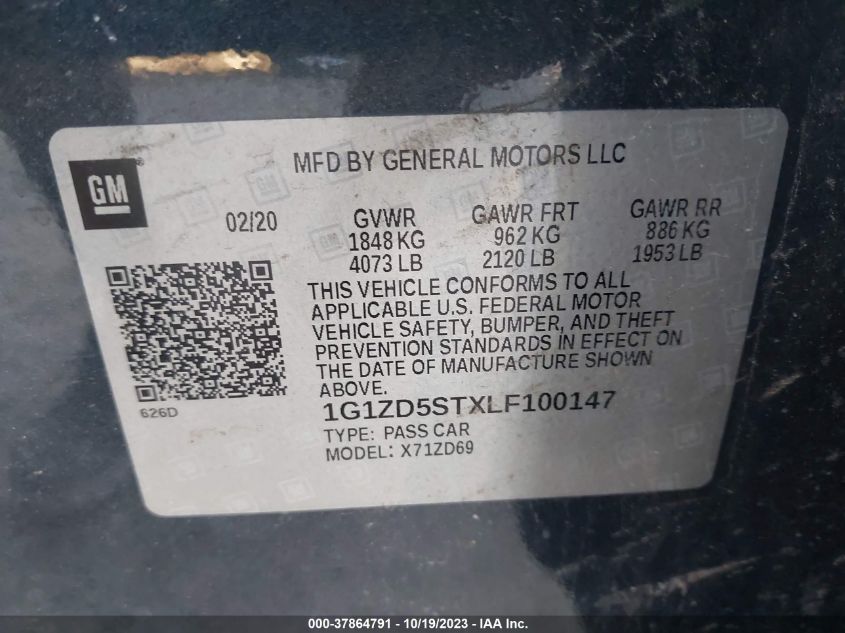 MFD BY GENERAL MOTORS LLC
GM
02/20 GVWR GAWR FRT GAWR RR
1848 KG 962 KG 886 KG
4073 LB 2120 LB 1953 LB
THIS VEHICLE CONFORMS TO ALL
APPLICABLE U.S. FEDERAL MOTOR
VEHICLE SAFETY, BUMPER, AND THEFT
PREVENTION STANDARDS IN EFFECT ON
THE DATE OF MANUFACTURE SHOWN
ABOVE.
626D
1G1ZD5STXLF100147
TYPE: PASS CAR
MODEL: X71ZD69
000-37864791 - 10/19/2023 - IAA, Inc.